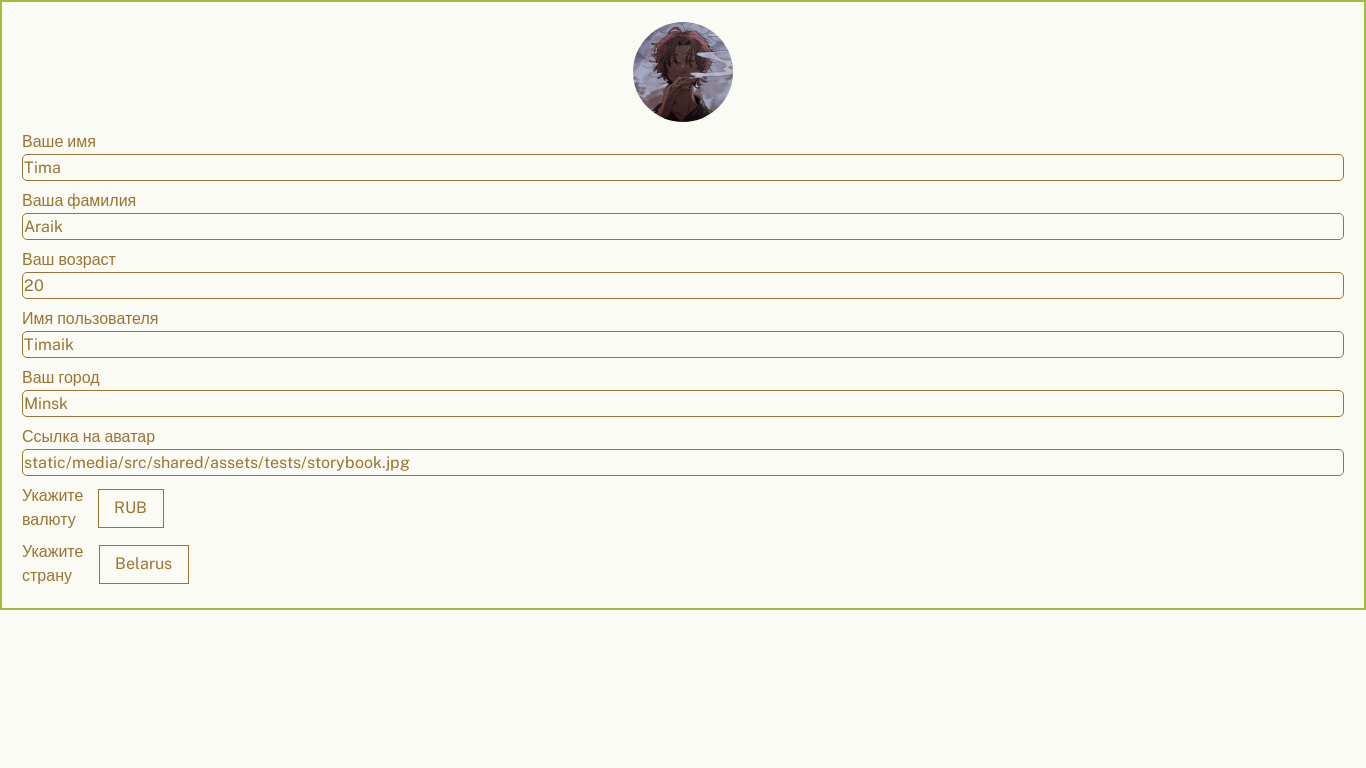 Ваше имя
Tima
Ваша фамилия
Araik
Ваш возраст
20
Имя пользователя
Timaik
Ваш город
Minsk
Ссылка на аватар
static/media/src/shared/assets/tests/storybook.jpg
Укажите
валюту
RUB
Укажите
страну
Belarus